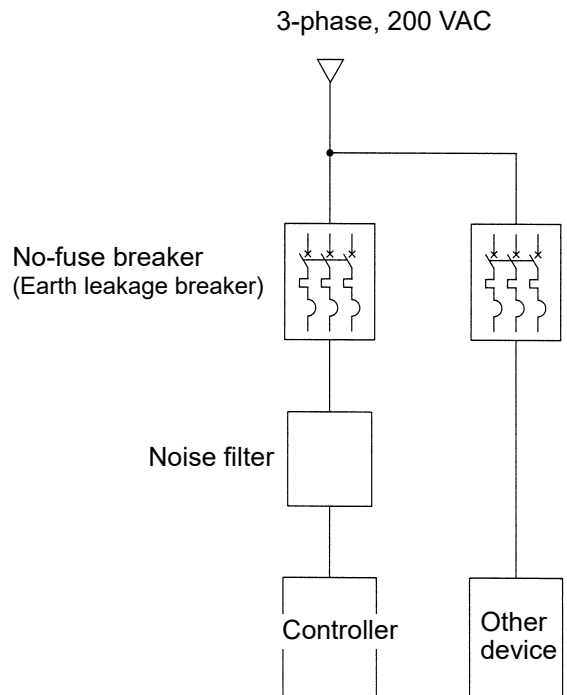 3-phase, 200 VAC
No-fuse breaker
(Earth leakage breaker)
Noise filter
Controller
Other
device